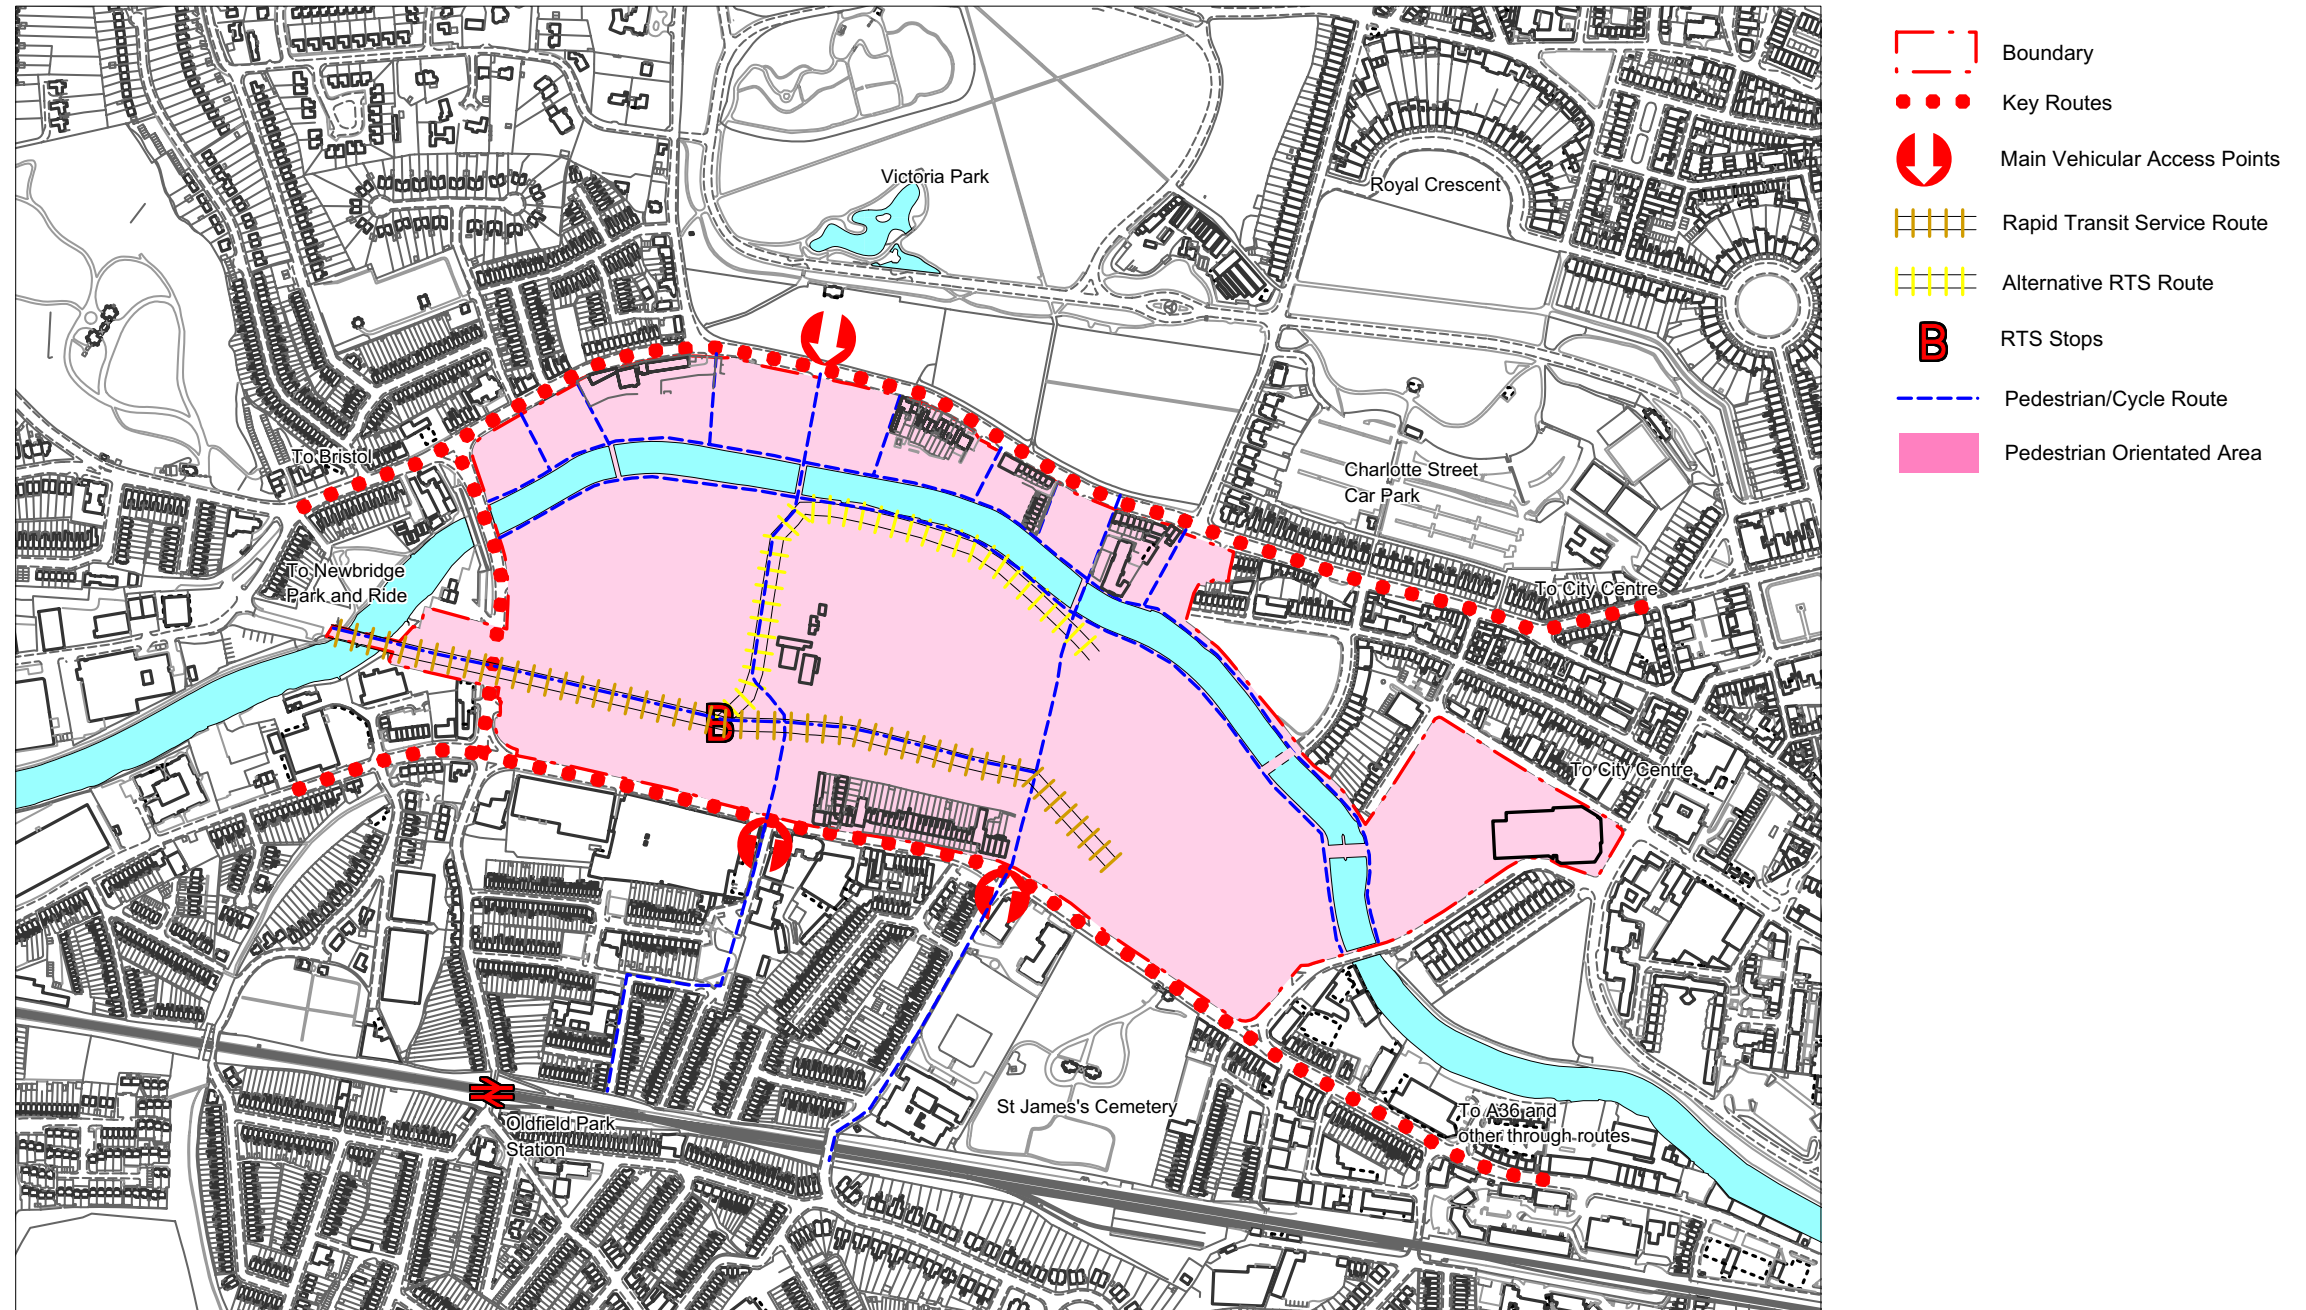 Victoria Park
Royal Crescent
To Bristol
Charlotte Street
Car Park
To Newbridge
Park and Ride
To City Centre
To City Centre
B
St James's Cemetery
To A36 and
other through routes
Oldfield Park
Station
Boundary
Key Routes
Main Vehicular Access Points
Rapid Transit Service Route
Alternative RTS Route
B
RTS Stops
Pedestrian/Cycle Route
Pedestrian Orientated Area